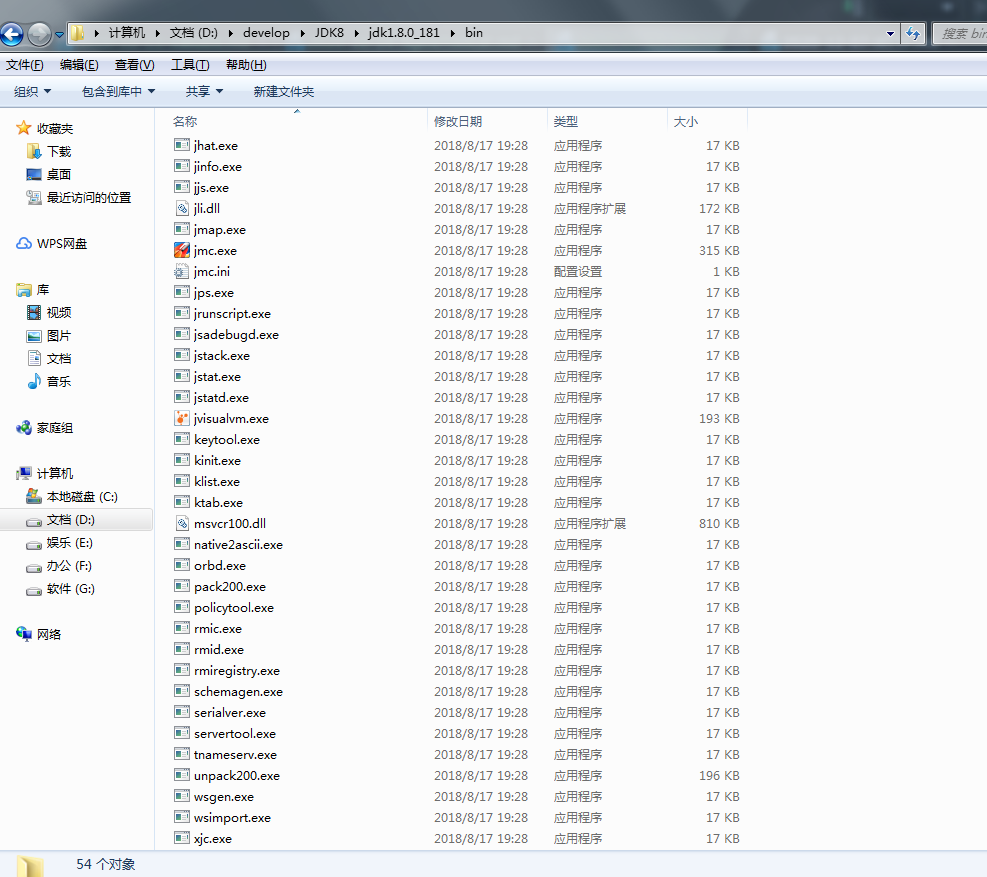 计算机 文档 (D:) develop JDK8 jdk1.8.0_181 bin 搜索 bin
文件(F) 编辑(E) 查看(V) 工具(T) 帮助(H)
组织 包含到库中 共享 新建文件夹
收藏夹
下载
桌面
最近访问的位置
WPS网盘
库
视频
图片
文档
音乐
家庭组
计算机
本地磁盘 (C:)
文档 (D:)
娱乐 (E:)
办公 (F:)
软件 (G:)
网络
名称 修改日期 类型 大小
jhat.exe 2018/8/17 19:28 应用程序 17 KB
jinfo.exe 2018/8/17 19:28 应用程序 17 KB
jjs.exe 2018/8/17 19:28 应用程序 17 KB
jli.dll 2018/8/17 19:28 应用程序扩展 172 KB
jmap.exe 2018/8/17 19:28 应用程序 17 KB
jmc.exe 2018/8/17 19:28 应用程序 315 KB
jmc.ini 2018/8/17 19:28 配置设置 1 KB
jps.exe 2018/8/17 19:28 应用程序 17 KB
jrunscript.exe 2018/8/17 19:28 应用程序 17 KB
jsadebugd.exe 2018/8/17 19:28 应用程序 17 KB
jstack.exe 2018/8/17 19:28 应用程序 17 KB
jstat.exe 2018/8/17 19:28 应用程序 17 KB
jstatd.exe 2018/8/17 19:28 应用程序 17 KB
jvisualvm.exe 2018/8/17 19:28 应用程序 193 KB
keytool.exe 2018/8/17 19:28 应用程序 17 KB
kinit.exe 2018/8/17 19:28 应用程序 17 KB
klist.exe 2018/8/17 19:28 应用程序 17 KB
ktab.exe 2018/8/17 19:28 应用程序 17 KB
msvcr100.dll 2018/8/17 19:28 应用程序扩展 810 KB
native2ascii.exe 2018/8/17 19:28 应用程序 17 KB
orbd.exe 2018/8/17 19:28 应用程序 17 KB
pack200.exe 2018/8/17 19:28 应用程序 17 KB
policytool.exe 2018/8/17 19:28 应用程序 17 KB
rmic.exe 2018/8/17 19:28 应用程序 17 KB
rmid.exe 2018/8/17 19:28 应用程序 17 KB
rmiregistry.exe 2018/8/17 19:28 应用程序 17 KB
schemagen.exe 2018/8/17 19:28 应用程序 17 KB
serialver.exe 2018/8/17 19:28 应用程序 17 KB
servertool.exe 2018/8/17 19:28 应用程序 17 KB
tnameserv.exe 2018/8/17 19:28 应用程序 17 KB
unpack200.exe 2018/8/17 19:28 应用程序 196 KB
wsgen.exe 2018/8/17 19:28 应用程序 17 KB
wsimport.exe 2018/8/17 19:28 应用程序 17 KB
xjc.exe 2018/8/17 19:28 应用程序 17 KB
54 个对象